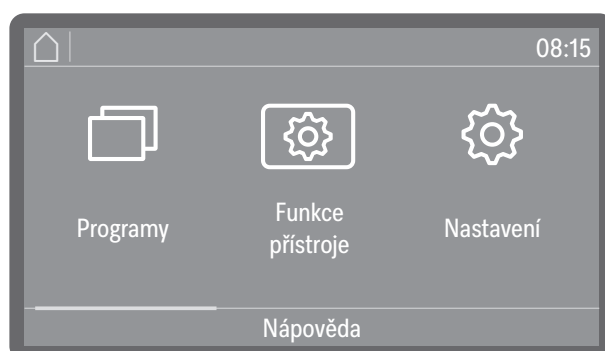 08:15
Programy
Funkce
přístroje
Nastavení
Nápověda